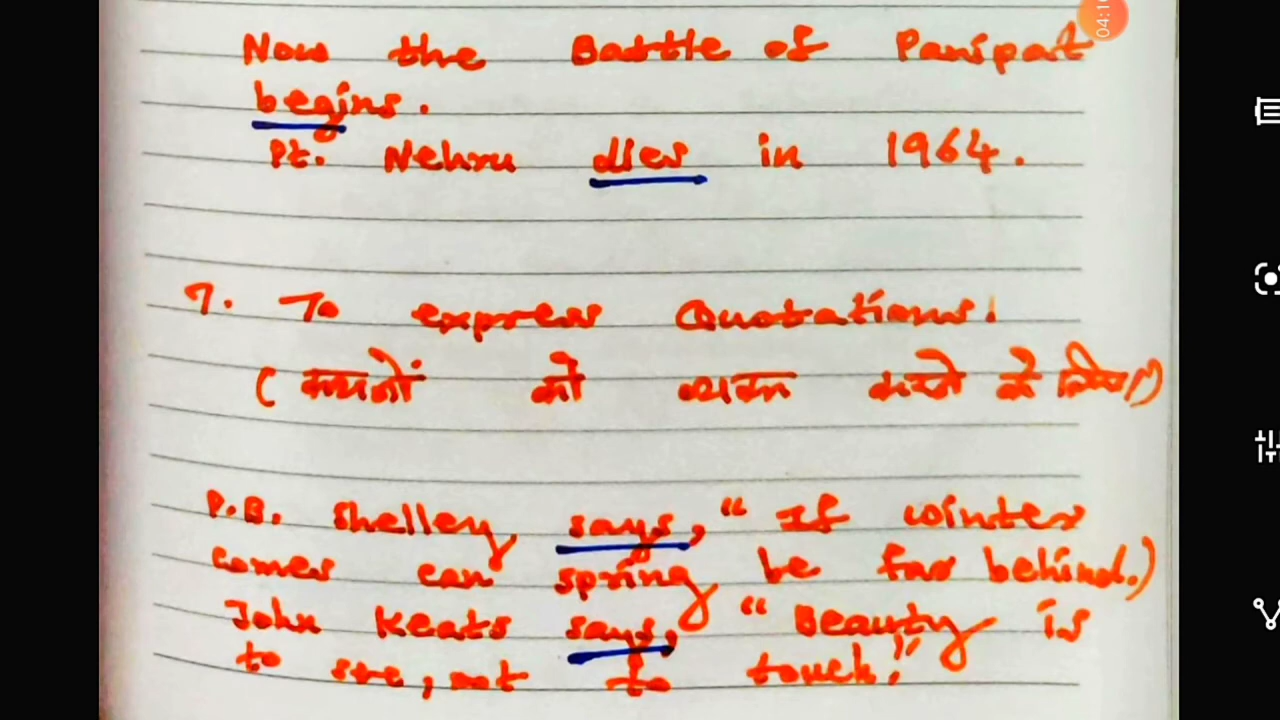 04:1
Now the Battle of Panipat
begins.
Pt. Nehru dies in 1964.
7. To express Quotations.
( कथनों को व्यक्त करने के लिए।)
P.B. Shelley says, “If winter
comes can spring be far behind.)
John Keats says, “Beauty is
to see, not to touch.”